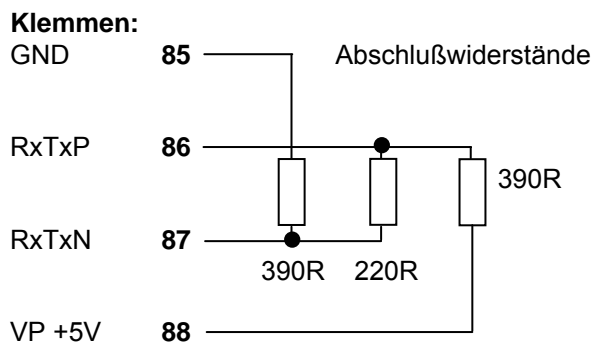 Klemmen:
GND 85 Abschlußwiderstände
RxTxP 86
390R
RxTxN 87
390R 220R
VP +5V 88